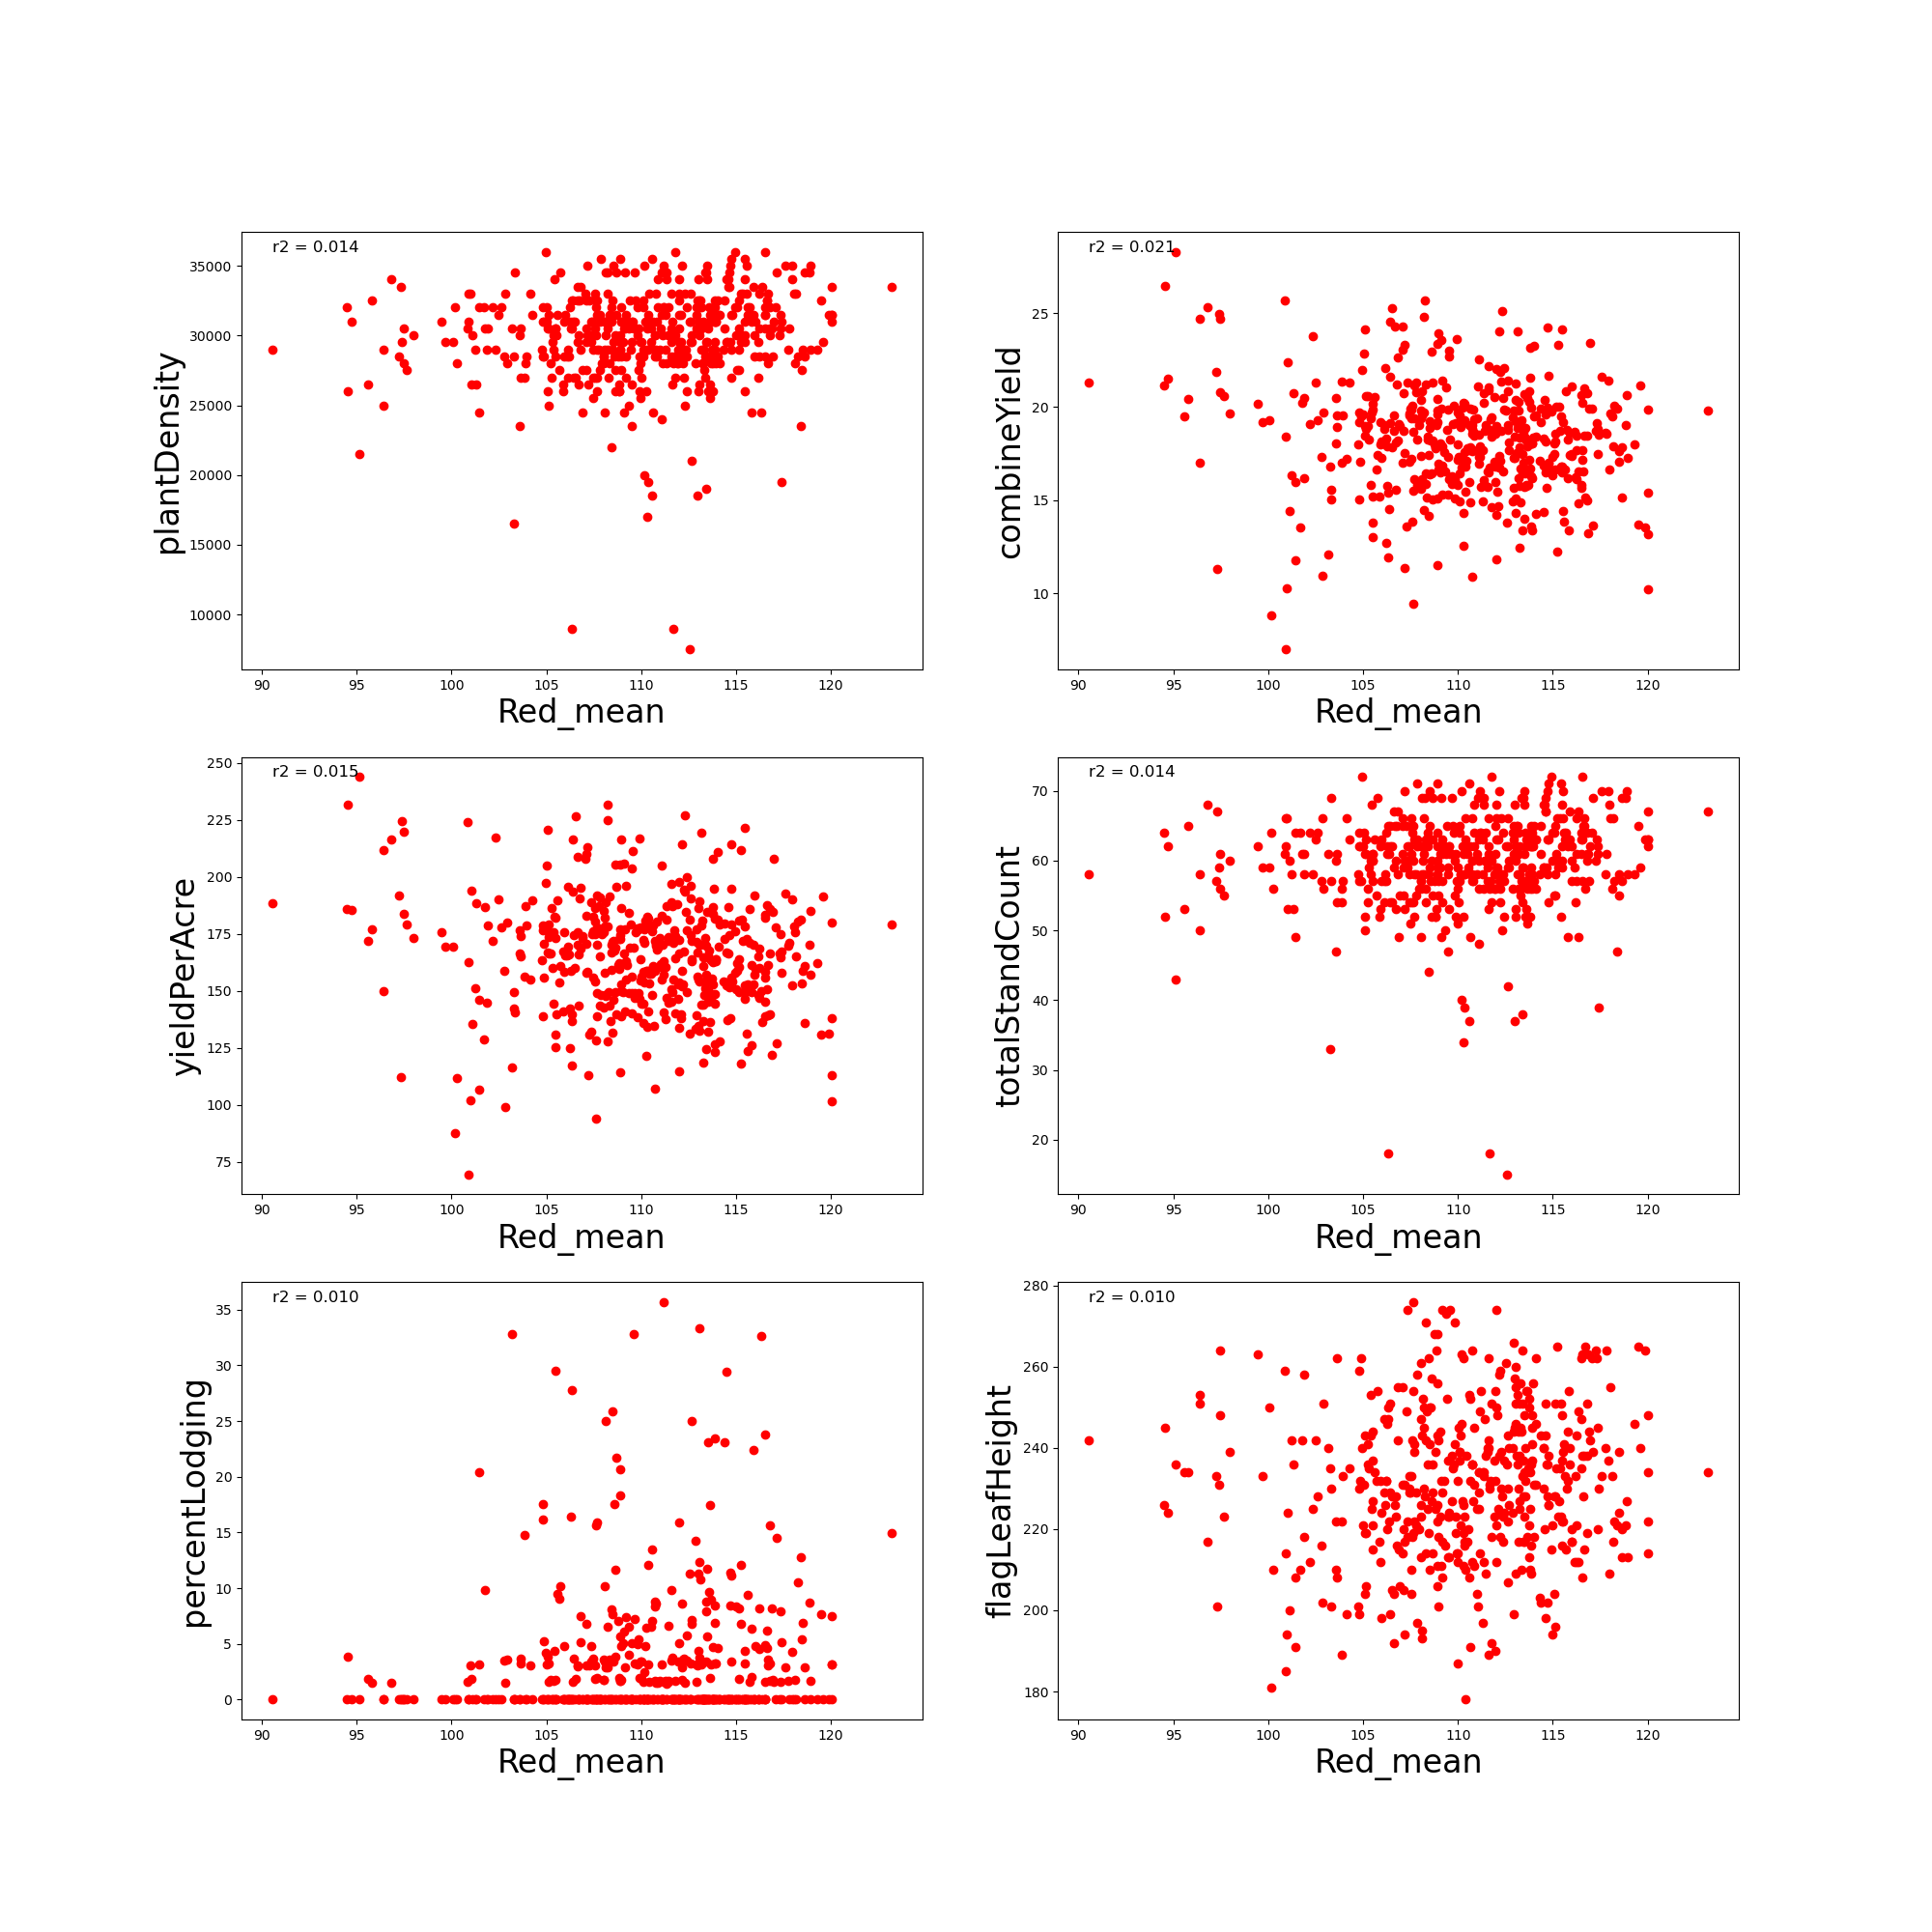 r2 = 0.014
35000
30000
25000
20000
15000
10000
plantDensity
90 95 100 105 110 115 120
Red_mean
r2 = 0.021
25
20
15
10
combineYield
90 95 100 105 110 115 120
Red_mean
r2 = 0.015
250
225
200
175
150
125
100
75
yieldPerAcre
90 95 100 105 110 115 120
Red_mean
r2 = 0.014
70
60
50
40
30
20
totalStandCount
90 95 100 105 110 115 120
Red_mean
r2 = 0.010
35
30
25
20
15
10
5
0
percentLodging
90 95 100 105 110 115 120
Red_mean
r2 = 0.010
280
260
240
220
200
180
flagLeafHeight
90 95 100 105 110 115 120
Red_mean